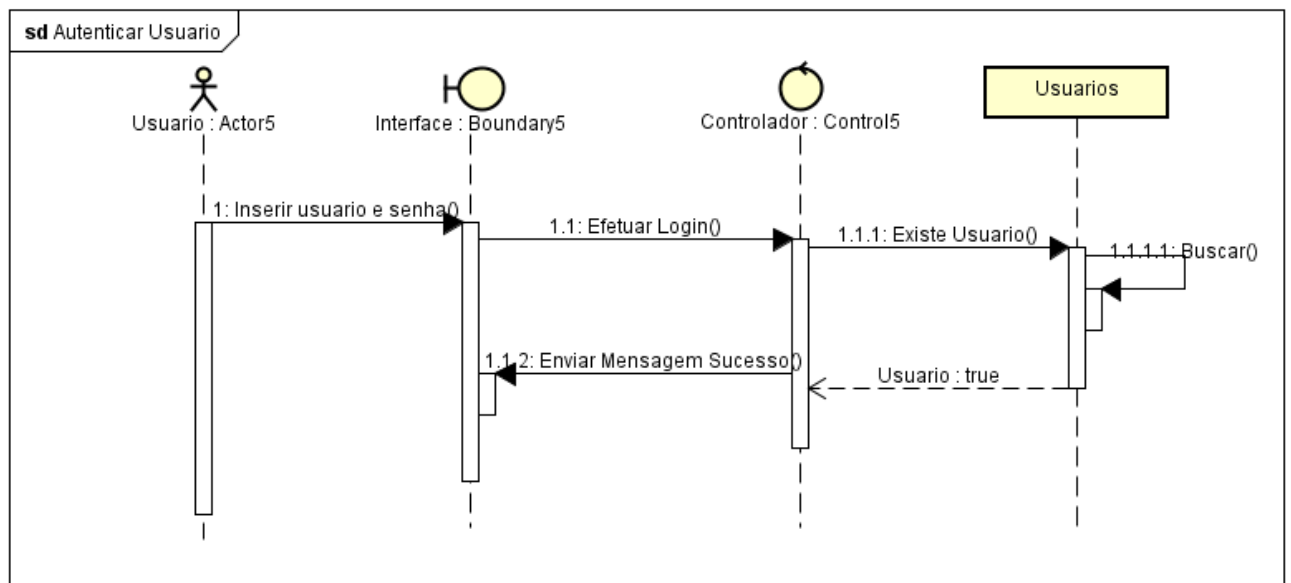 sd Autenticar Usuario
Usuario : Actor5
Interface : Boundary5
Controlador : Control5
Usuarios
1: Inserir usuario e senha()
1.1: Efetuar Login()
1.1.1: Existe Usuario()
1.1.1.1: Buscar()
1.1.2: Enviar Mensagem Sucesso()
Usuario : true